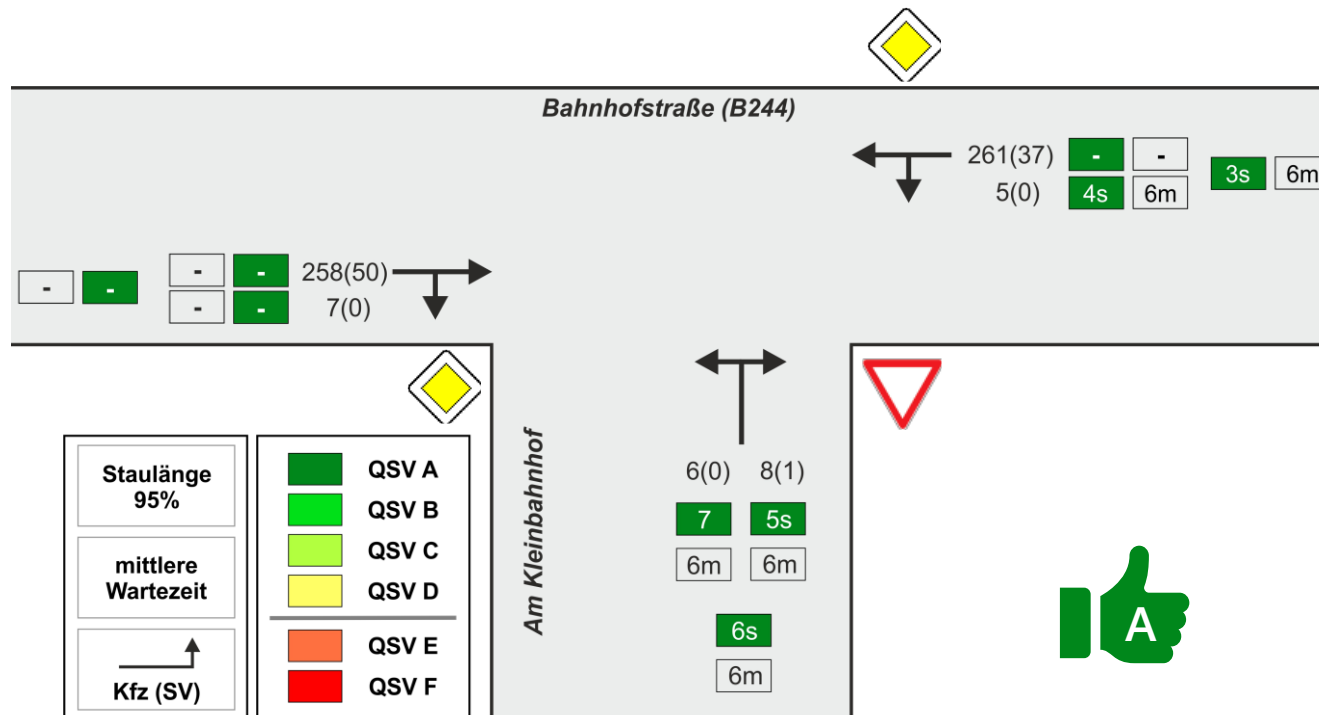 Bahnhofstraße (B244)
261(37) - -
5(0) 4s 6m
3s 6m
- -
- - 258(50)
- - 7(0)
Am Kleinbahnhof
6(0) 8(1)
7 5s
6m 6m
6s
6m
Staulänge
95%
mittlere
Wartezeit
Kfz (SV)
QSV A
QSV B
QSV C
QSV D
QSV E
QSV F
A